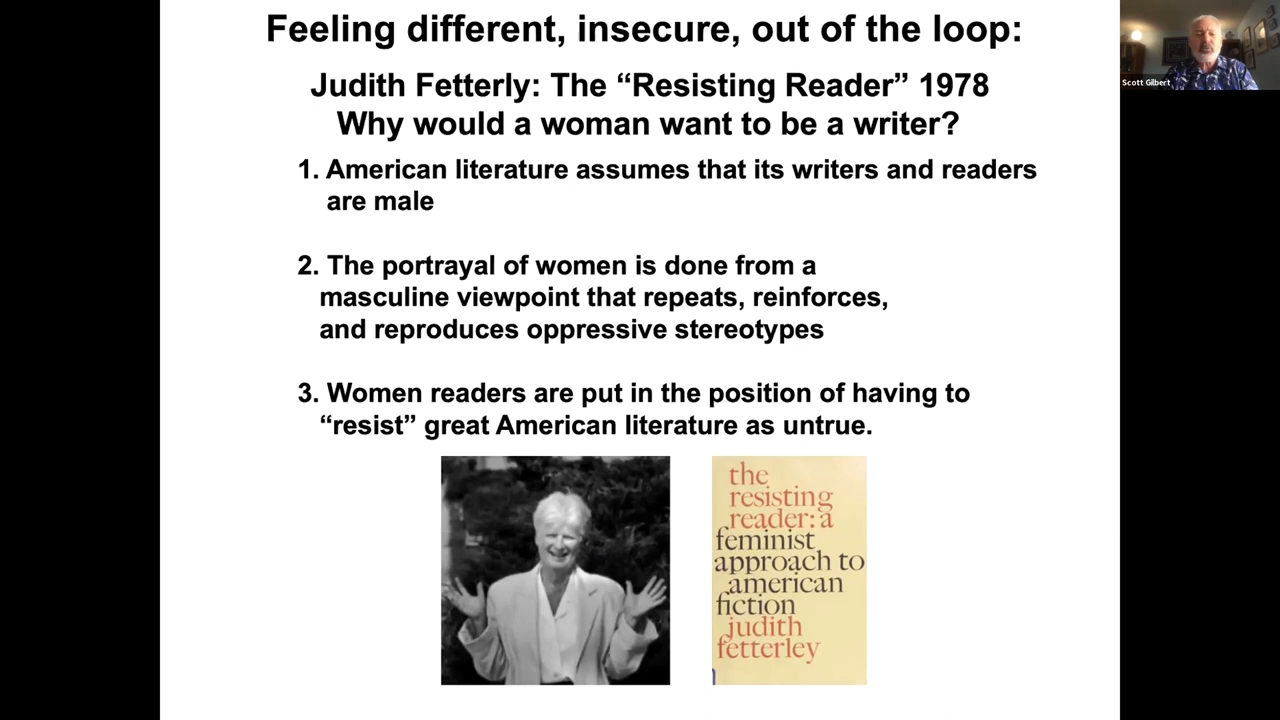 Feeling different, insecure, out of the loop:
Judith Fetterly: The “Resisting Reader” 1978
Why would a woman want to be a writer?
1. American literature assumes that its writers and readers
are male
2. The portrayal of women is done from a
masculine viewpoint that repeats, reinforces,
and reproduces oppressive stereotypes
3. Women readers are put in the position of having to
“resist” great American literature as untrue.
the
resisting
reader: a
feminist
approach to
american
fiction
judith
fetterley
Scott Gilbert